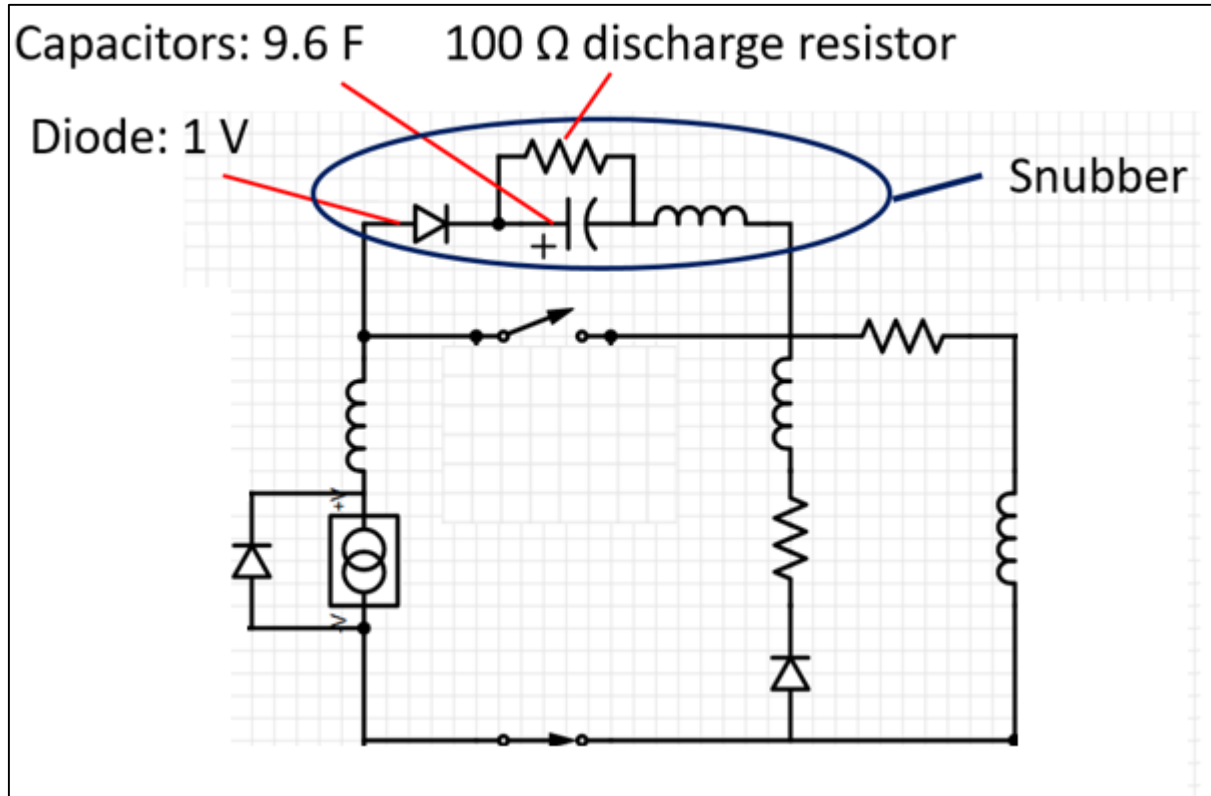 Capacitors: 9.6 F
100 Ω discharge resistor
Diode: 1 V
Snubber
+
+V
-V